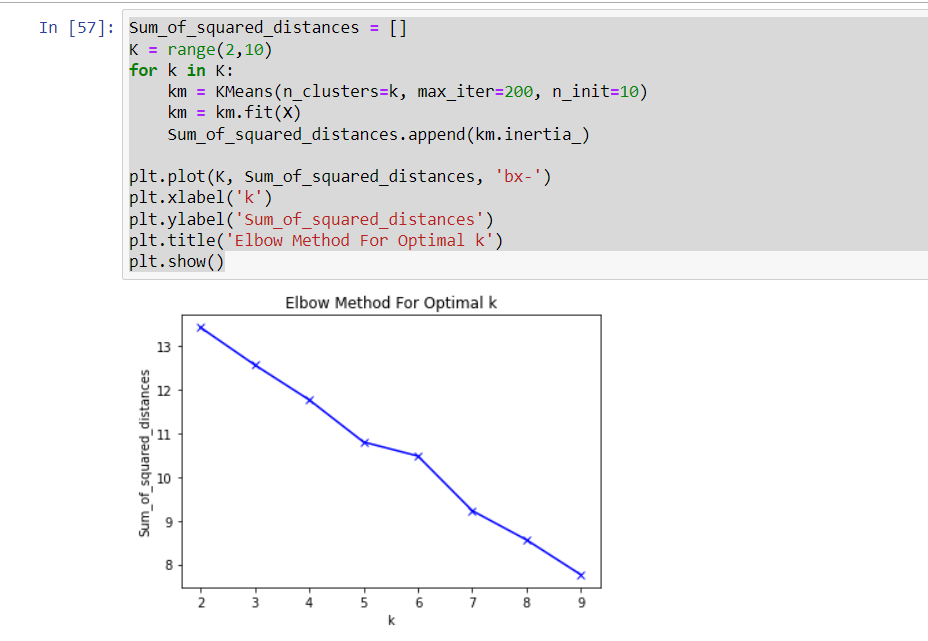 In [57]: Sum_of_squared_distances = []
K = range(2,10)
for k in K:
    km = KMeans(n_clusters=k, max_iter=200, n_init=10)
    km = km.fit(X)
    Sum_of_squared_distances.append(km.inertia_)
plt.plot(K, Sum_of_squared_distances, 'bx-')
plt.xlabel('k')
plt.ylabel('Sum_of_squared_distances')
plt.title('Elbow Method For Optimal k')
plt.show()
Elbow Method For Optimal k
Sum_of_squared_distances
13
12
11
10
9
8
2 3 4 5 6 7 8 9
k